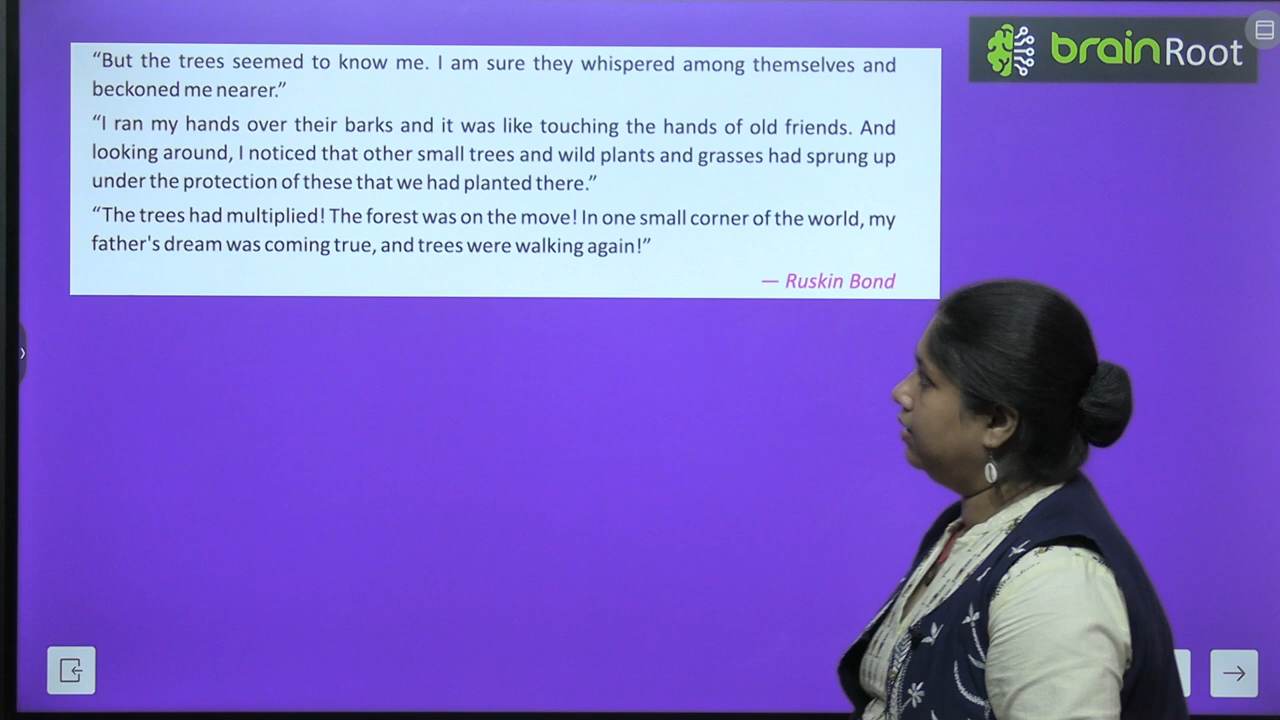 brainRoot
“But the trees seemed to know me. I am sure they whispered among themselves and
beckoned me nearer.”
“I ran my hands over their barks and it was like touching the hands of old friends. And
looking around, I noticed that other small trees and wild plants and grasses had sprung up
under the protection of these that we had planted there.”
“The trees had multiplied! The forest was on the move! In one small corner of the world, my
father's dream was coming true, and trees were walking again!”
— Ruskin Bond